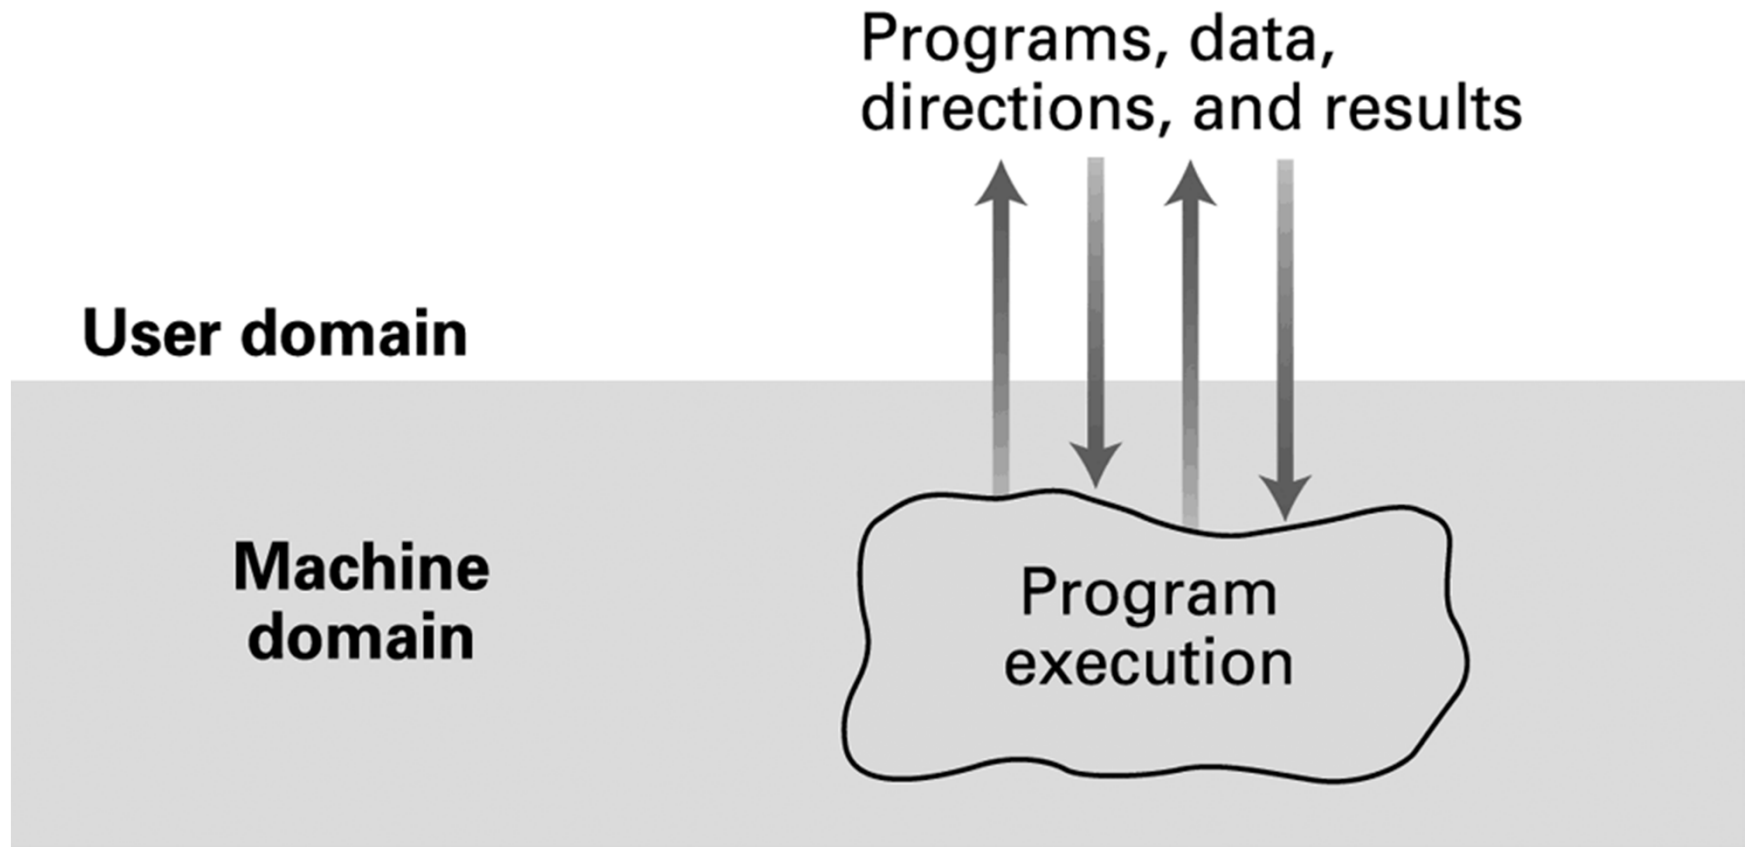 Programs, data,
directions, and results
User domain
Machine
domain
Program
execution